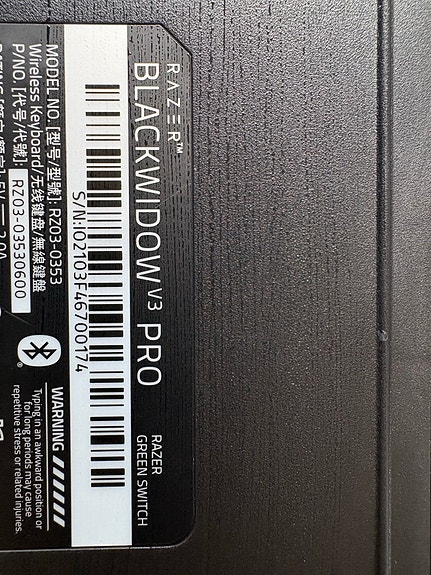 RAZER™
BLACKWIDOW V3 PRO
RAZER
GREEN SWITCH
S/N:IO2103F46700174
MODEL NO. [型号/型號]: RZ03-0353
Wireless Keyboard/无线键盘/無線鍵盤
P/NO. [代号/代號]: RZ03-03530600
WARNING
Typing in an awkward position or
for long periods may cause
repetitive stress or related injuries.